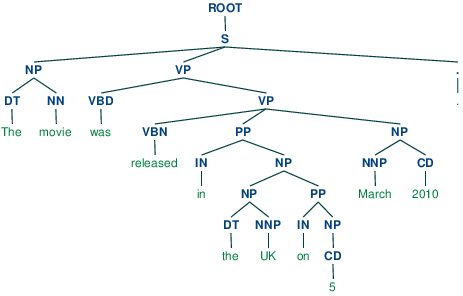 ROOT
S
NP VP .
DT NN VBD VP .
The movie was VBN PP NP
released IN NP NNP CD
in NP PP March 2010
DT NNP IN NP
the UK on CD
5